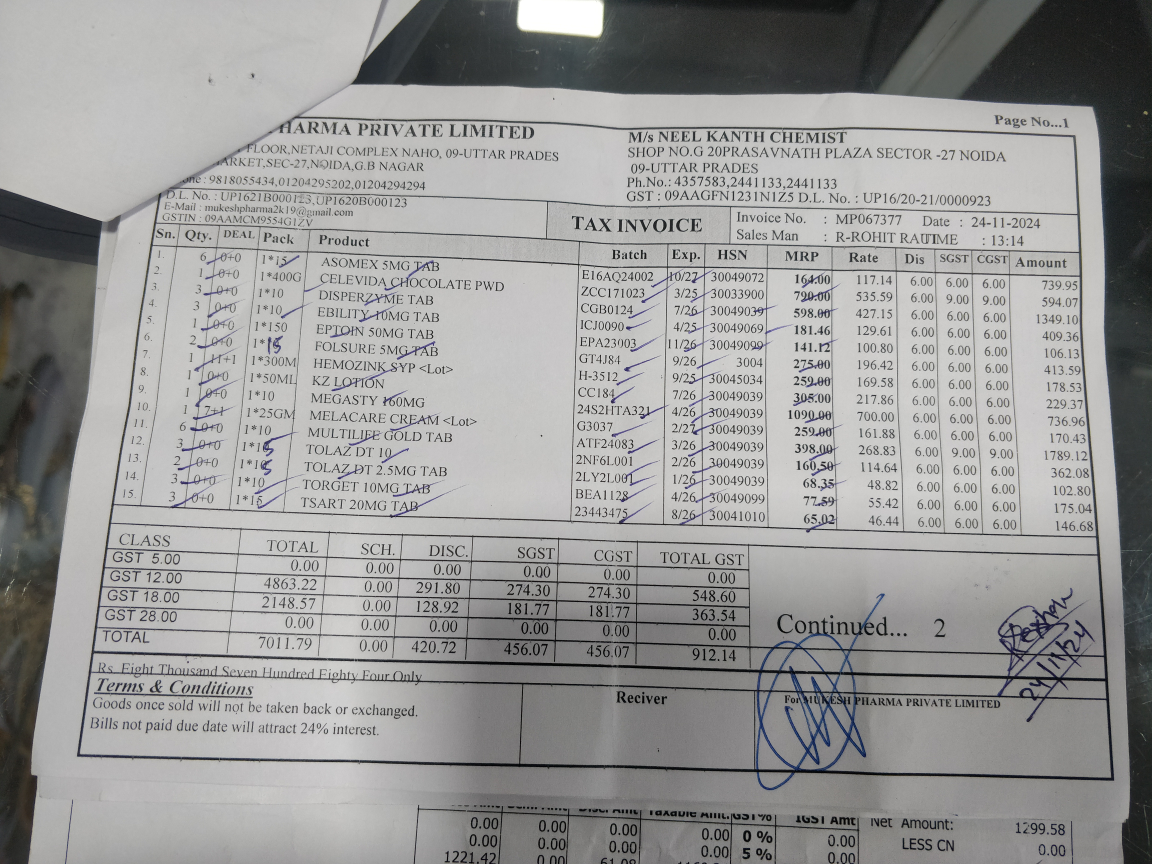 HARMA PRIVATE LIMITED
FLOOR,NETAJI COMPLEX NAHO, 09-UTTAR PRADES
ARKET,SEC-27,NOIDA,G.B NAGAR
one : 9818055434,01204295202,01204294294
D.L. No. : UP1621B000123,UP1620B000123
E-Mail : mukeshpharma2k19@gmail.com
GSTIN : 09AAMCM9554G1ZV
Page No...1
M/s NEEL KANTH CHEMIST
SHOP NO.G 20PRASAVNATH PLAZA SECTOR -27 NOIDA
09-UTTAR PRADES
Ph.No.: 4357583,2441133,2441133
GST : 09AAGFN1231N1Z5 D.L. No. : UP16/20-21/0000923
TAX INVOICE
Invoice No. : MP067377 Date : 24-11-2024
Sales Man : R-ROHIT RAUTIME : 13:14
Sn. Qty. DEAL Pack Product Batch Exp. HSN MRP Rate Dis SGST CGST Amount
1. 6 0+0 1*15 ASOMEX 5MG TAB E16AQ24002 10/27 30049072 164.00 117.14 6.00 6.00 6.00 739.95
2. 1 0+0 1*400G CELEVIDA CHOCOLATE PWD ZCC171023 3/25 30033900 790.00 535.59 6.00 9.00 9.00 594.07
3. 3 0+0 1*10 DISPERZYME TAB CGB0124 7/26 30049039 598.00 427.15 6.00 6.00 6.00 1349.10
4. 3 0+0 1*10 EBILITY 10MG TAB ICJ0090 4/25 30049069 181.46 129.61 6.00 6.00 6.00 409.36
5. 1 0+0 1*150 EPTOIN 50MG TAB EPA23003 11/26 30049099 141.12 100.80 6.00 6.00 6.00 106.13
6. 2 0+0 1*15 FOLSURE 5MG TAB GT4J84 9/26 3004 275.00 196.42 6.00 6.00 6.00 413.59
7. 1 11+1 1*300M HEMOZINK SYP <Lot> H-3512 9/25 30045034 259.00 169.58 6.00 6.00 6.00 178.53
8. 1 0+0 1*50ML KZ LOTION CC184 7/26 30049039 305.00 217.86 6.00 6.00 6.00 229.37
9. 1 0+0 1*10 MEGASTY 160MG 24S2HTA321 4/26 30049039 1090.00 700.00 6.00 6.00 6.00 736.96
10. 1 7+1 1*25GM MELACARE CREAM <Lot> G3037 2/27 30049039 259.00 161.88 6.00 6.00 6.00 170.43
11. 6 0+0 1*10 MULTILIFE GOLD TAB ATF24083 3/26 30049039 398.00 268.83 6.00 9.00 9.00 1789.12
12. 3 0+0 1*15 TOLAZ DT 10 2NF6L001 2/26 30049039 160.50 114.64 6.00 6.00 6.00 362.08
13. 2 0+0 1*15 TOLAZ DT 2.5MG TAB 2LY2L001 1/26 30049039 68.35 48.82 6.00 6.00 6.00 102.80
14. 3 0+0 1*10 TORGET 10MG TAB BEA1128 4/26 30049099 77.59 55.42 6.00 6.00 6.00 175.04
15. 3 0+0 1*15 TSART 20MG TAB 23443475 8/26 30041010 65.02 46.44 6.00 6.00 6.00 146.68
CLASS TOTAL SCH. DISC. SGST CGST TOTAL GST
GST 5.00 0.00 0.00 0.00 0.00 0.00 0.00
GST 12.00 4863.22 0.00 291.80 274.30 274.30 548.60
GST 18.00 2148.57 0.00 128.92 181.77 181.77 363.54
GST 28.00 0.00 0.00 0.00 0.00 0.00 0.00
TOTAL 7011.79 0.00 420.72 456.07 456.07 912.14
Continued... 2
24/11/24
Rs. Eight Thousand Seven Hundred Eighty Four Only
Terms & Conditions
Goods once sold will not be taken back or exchanged.
Bills not paid due date will attract 24% interest.
Reciver
For MUKESH PHARMA PRIVATE LIMITED
Disc. Amt Taxable Amt. GST% IGST Amt Net Amount: 1299.58
0.00 0.00 0.00 0.00 0 % 0.00 LESS CN 0.00
0.00 0.00 0.00 0.00 5 % 0.00
1221.42 0.00